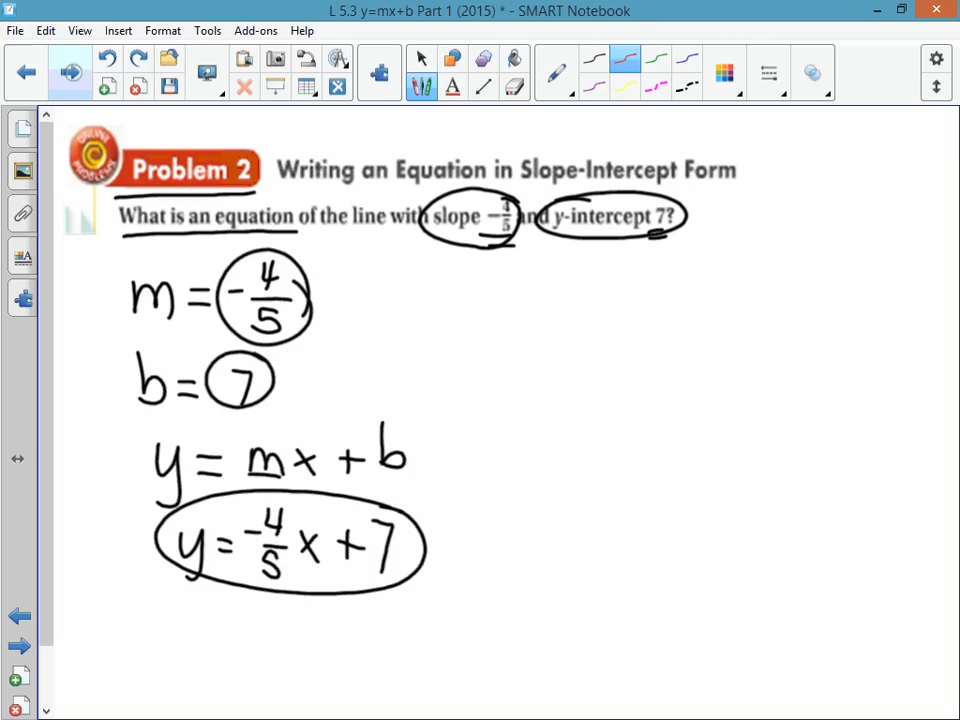 L 5.3 y=mx+b Part 1 (2015) * - SMART Notebook
File Edit View Insert Format Tools Add-ons Help
ONLINE PROBLEMS
Problem 2 Writing an Equation in Slope-Intercept Form
What is an equation of the line with slope −4/5 and y-intercept 7?
m = -4/5
b = 7
y = mx + b
y = -4/5 x + 7